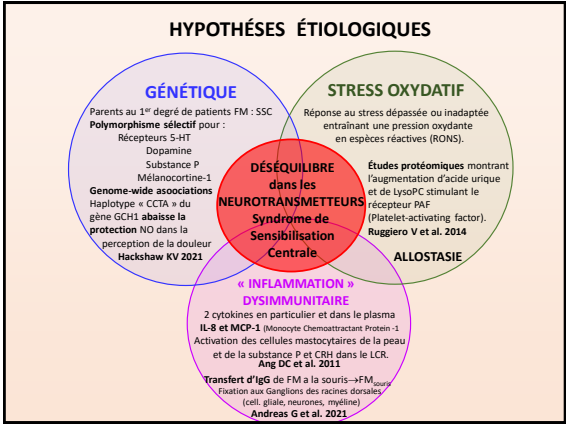 HYPOTHÉSES ÉTIOLOGIQUES
GÉNÉTIQUE
Parents au 1er degré de patients FM : SSC
Polymorphisme sélectif pour :
Récepteurs 5-HT
Dopamine
Substance P
Mélanocortine-1
Genome-wide asoociations
Haplotype « CCTA » du
gène GCH1 abaisse la
protection NO dans la
perception de la douleur
Hackshaw KV 2021
STRESS OXYDATIF
Réponse au stress dépassée ou inadaptée
entraînant une pression oxydante
en espèces réactives (RONS).
Études protéomiques montrant
l'augmentation d'acide urique
et de LysoPC stimulant le
récepteur PAF
(Platelet-activating factor).
Ruggiero V et al. 2014
ALLOSTASIE
DÉSÉQUILIBRE
dans les
NEUROTRANSMETTEURS
Syndrome de
Sensibilisation
Centrale
« INFLAMMATION »
DYSIMMUNITAIRE
2 cytokines en particulier et dans le plasma
IL-8 et MCP-1 (Monocyte Chemoattractant Protein -1
Activation des cellules mastocytaires de la peau
et de la substance P et CRH dans le LCR.
Ang DC et al. 2011
Transfert d'IgG de FM a la souris→FM souris
Fixation aux Ganglions des racines dorsales
(cell. gliale, neurones, myéline)
Andreas G et al. 2021